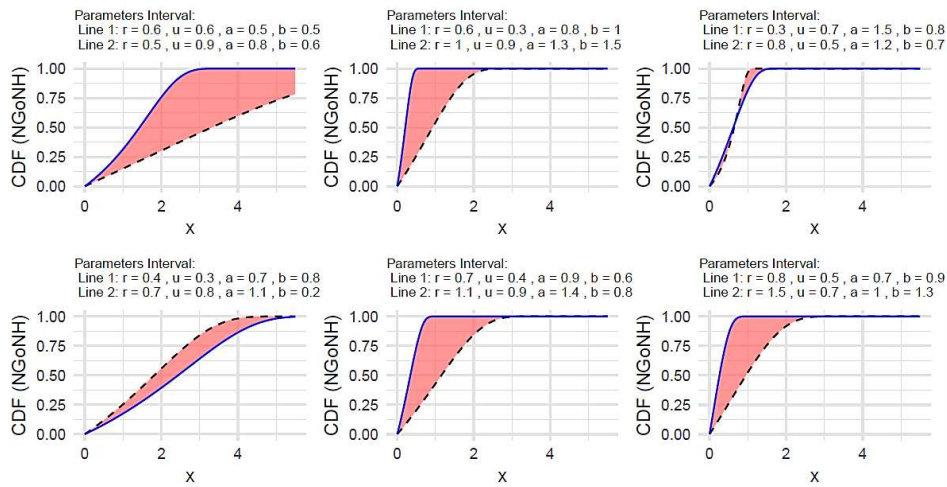 Parameters Interval:
Line 1: r = 0.6 , u = 0.6 , a = 0.5 , b = 0.5
Line 2: r = 0.5 , u = 0.9 , a = 0.8 , b = 0.6
1.00
0.75
0.50
0.25
0.00
CDF (NGoNH)
0 2 4
X
Parameters Interval:
Line 1: r = 0.6 , u = 0.3 , a = 0.8 , b = 1
Line 2: r = 1 , u = 0.9 , a = 1.3 , b = 1.5
1.00
0.75
0.50
0.25
0.00
CDF (NGoNH)
0 2 4
X
Parameters Interval:
Line 1: r = 0.3 , u = 0.7 , a = 1.5 , b = 0.8
Line 2: r = 0.8 , u = 0.5 , a = 1.2 , b = 0.7
1.00
0.75
0.50
0.25
0.00
CDF (NGoNH)
0 2 4
X
Parameters Interval:
Line 1: r = 0.4 , u = 0.3 , a = 0.7 , b = 0.8
Line 2: r = 0.7 , u = 0.8 , a = 1.1 , b = 0.2
1.00
0.75
0.50
0.25
0.00
CDF (NGoNH)
0 2 4
X
Parameters Interval:
Line 1: r = 0.7 , u = 0.4 , a = 0.9 , b = 0.6
Line 2: r = 1.1 , u = 0.9 , a = 1.4 , b = 0.8
1.00
0.75
0.50
0.25
0.00
CDF (NGoNH)
0 2 4
X
Parameters Interval:
Line 1: r = 0.8 , u = 0.5 , a = 0.7 , b = 0.9
Line 2: r = 1.5 , u = 0.7 , a = 1 , b = 1.3
1.00
0.75
0.50
0.25
0.00
CDF (NGoNH)
0 2 4
X